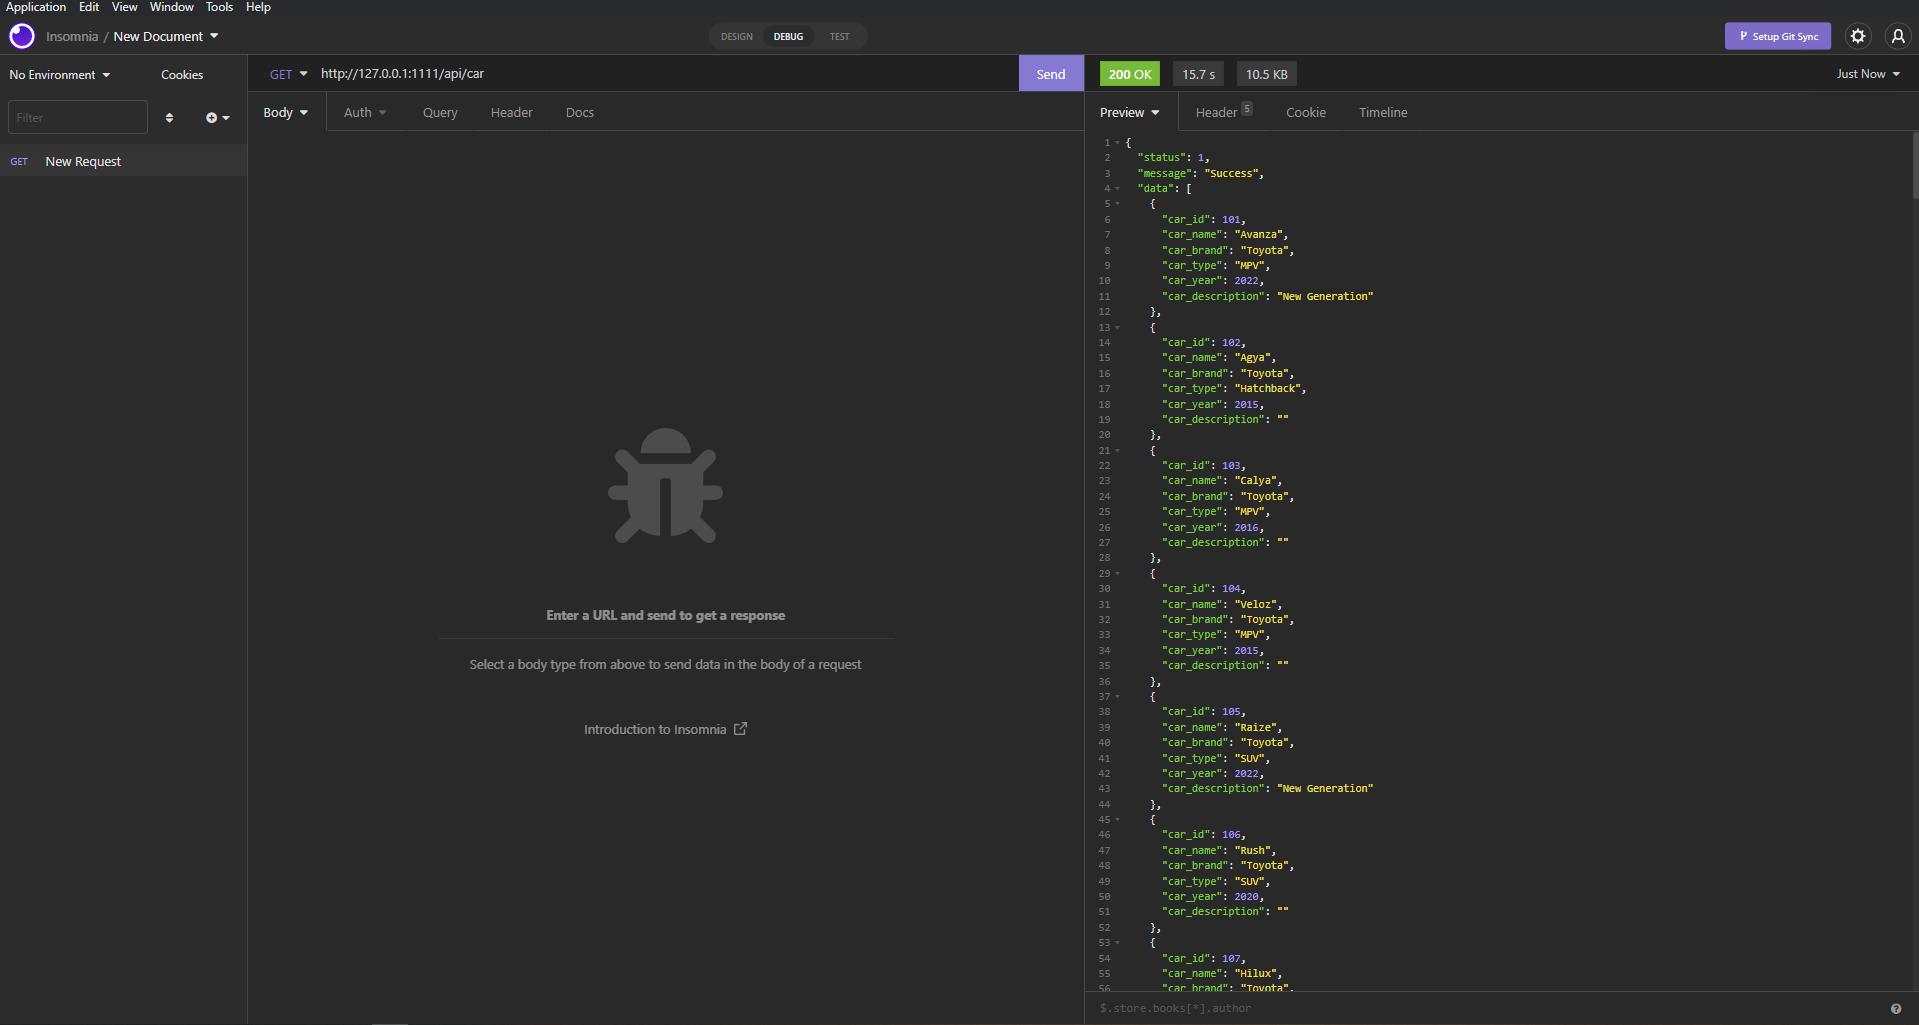 Application Edit View Window Tools Help
Insomnia / New Document
DESIGN DEBUG TEST
Setup Git Sync
No Environment Cookies
GET http://127.0.0.1:1111/api/car Send
200 OK 15.7 s 10.5 KB Just Now
Filter
Body Auth Query Header Docs
Preview Header 5 Cookie Timeline
GET New Request
Enter a URL and send to get a response
Select a body type from above to send data in the body of a request
Introduction to Insomnia
1 {
2 "status": 1,
3 "message": "Success",
4 "data": [
5 {
6 "car_id": 101,
7 "car_name": "Avanza",
8 "car_brand": "Toyota",
9 "car_type": "MPV",
10 "car_year": 2022,
11 "car_description": "New Generation"
12 },
13 {
14 "car_id": 102,
15 "car_name": "Agya",
16 "car_brand": "Toyota",
17 "car_type": "Hatchback",
18 "car_year": 2015,
19 "car_description": ""
20 },
21 {
22 "car_id": 103,
23 "car_name": "Calya",
24 "car_brand": "Toyota",
25 "car_type": "MPV",
26 "car_year": 2016,
27 "car_description": ""
28 },
29 {
30 "car_id": 104,
31 "car_name": "Veloz",
32 "car_brand": "Toyota",
33 "car_type": "MPV",
34 "car_year": 2015,
35 "car_description": ""
36 },
37 {
38 "car_id": 105,
39 "car_name": "Raize",
40 "car_brand": "Toyota",
41 "car_type": "SUV",
42 "car_year": 2022,
43 "car_description": "New Generation"
44 },
45 {
46 "car_id": 106,
47 "car_name": "Rush",
48 "car_brand": "Toyota",
49 "car_type": "SUV",
50 "car_year": 2020,
51 "car_description": ""
52 },
53 {
54 "car_id": 107,
55 "car_name": "Hilux",
56 "car_brand": "Toyota",
$.store.books[*].author